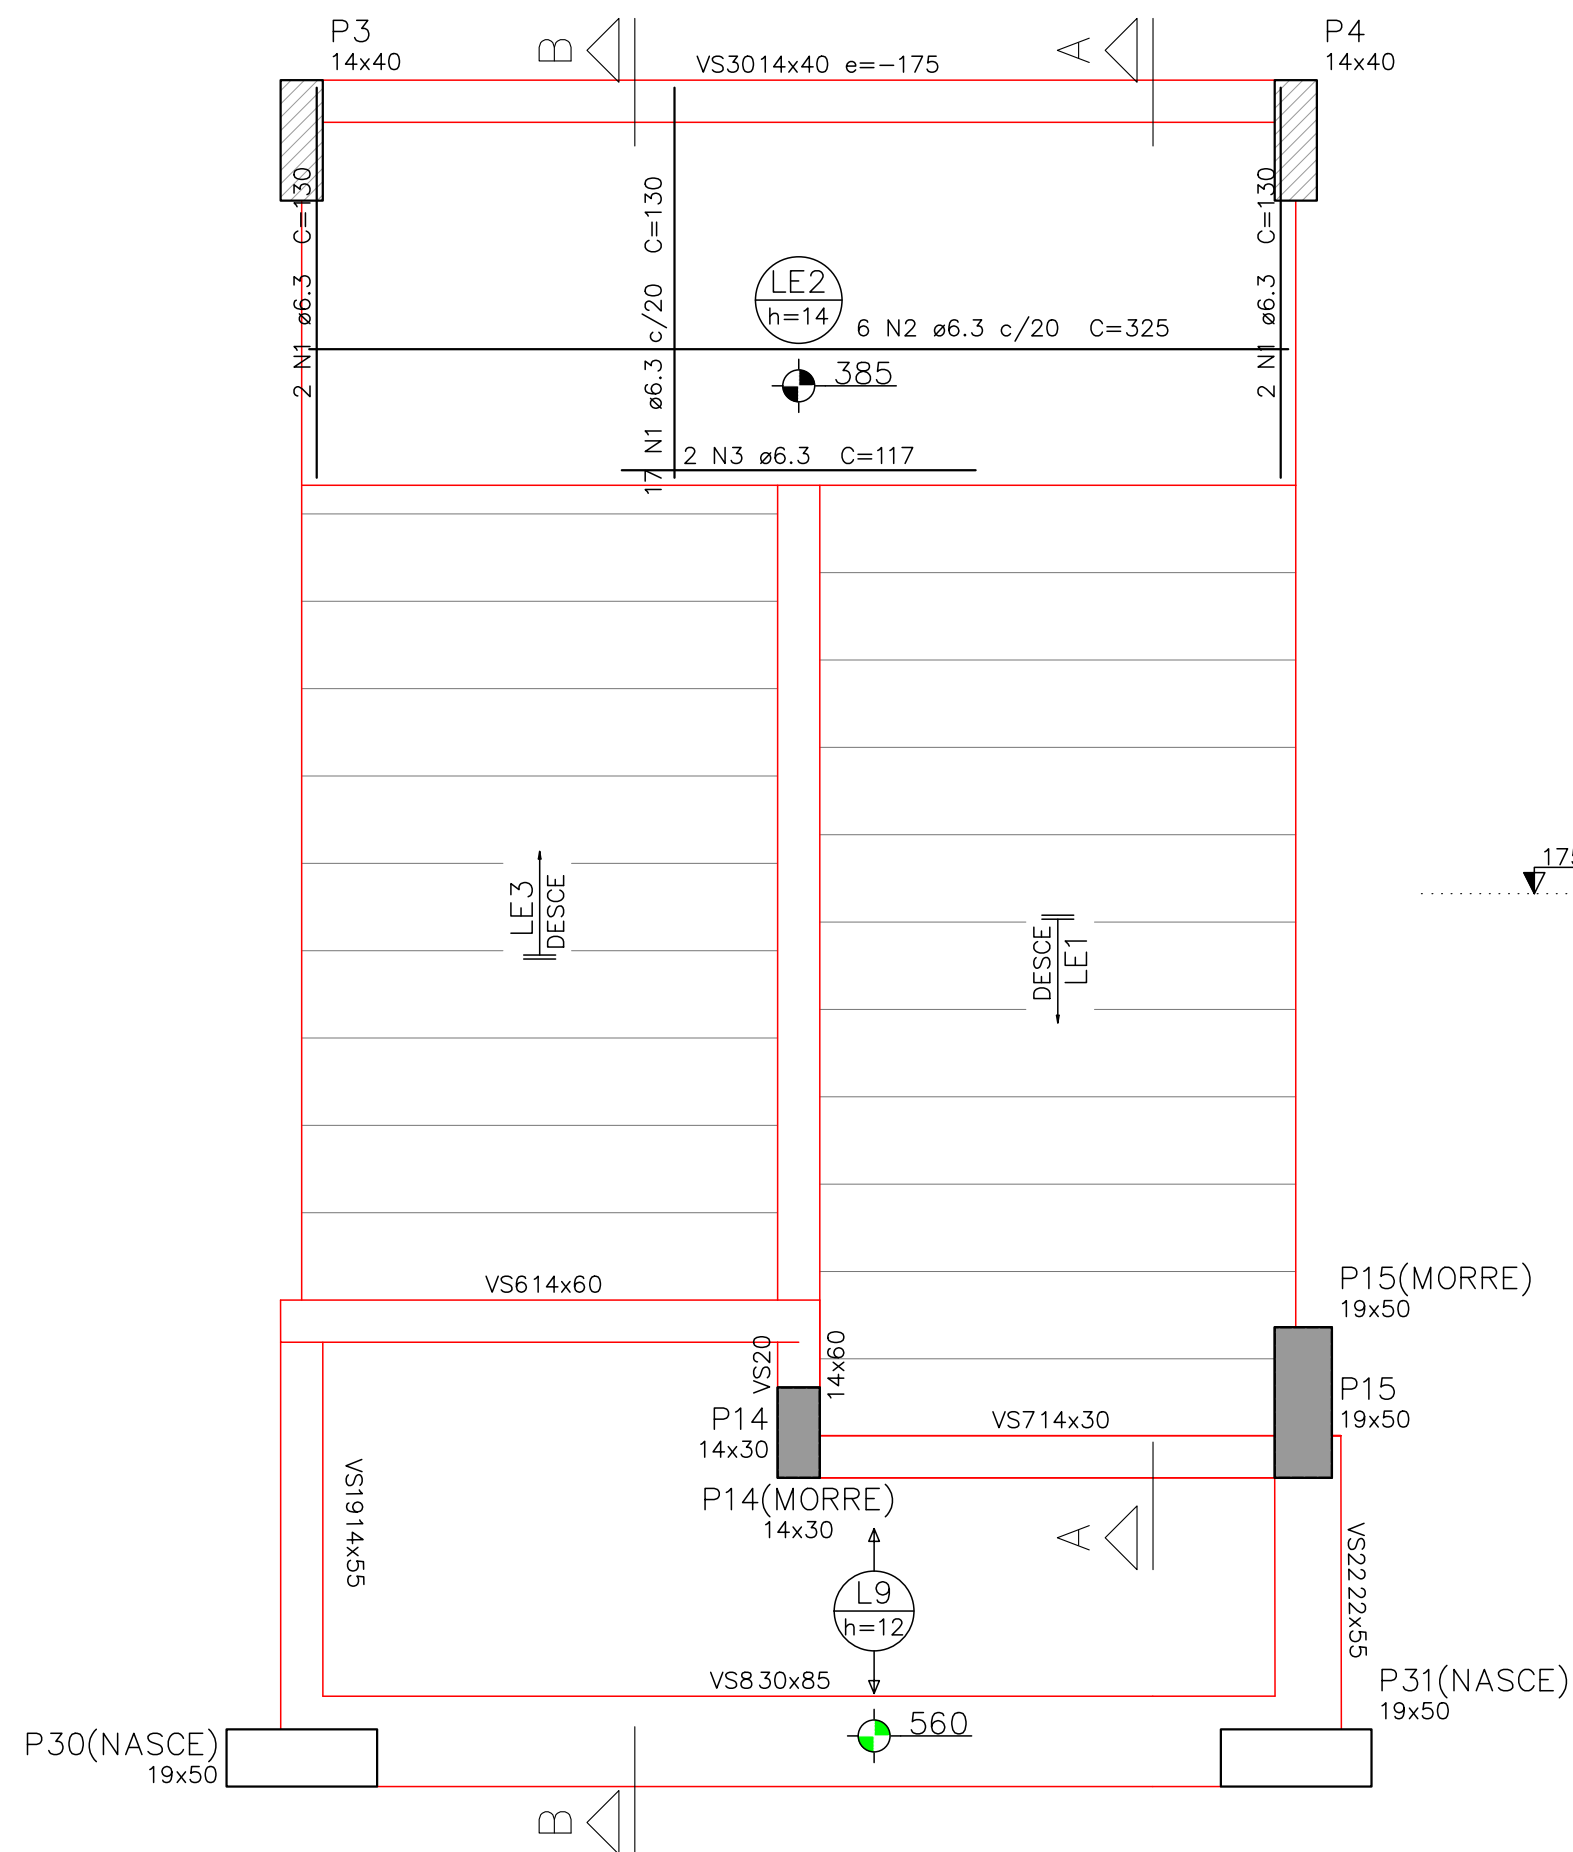 P3
14x40
B
VS30 14x40 e=-175
A
P4
14x40
2 N1 ø6.3 C=130
17 N1 ø6.3 c/20 C=130
2 N1 ø6.3 C=130
LE2
h=14
6 N2 ø6.3 c/20 C=325
385
2 N3 ø6.3 C=117
LE3
DESCE
DESCE
LE1
VS6 14x60
VS20
14x60
P15(MORRE)
19x50
P15
19x50
P14
14x30
VS7 14x30
P14(MORRE)
14x30
VS19 14x55
A
VS22 22x55
L9
h=12
VS8 30x85
P31(NASCE)
19x50
560
P30(NASCE)
19x50
B